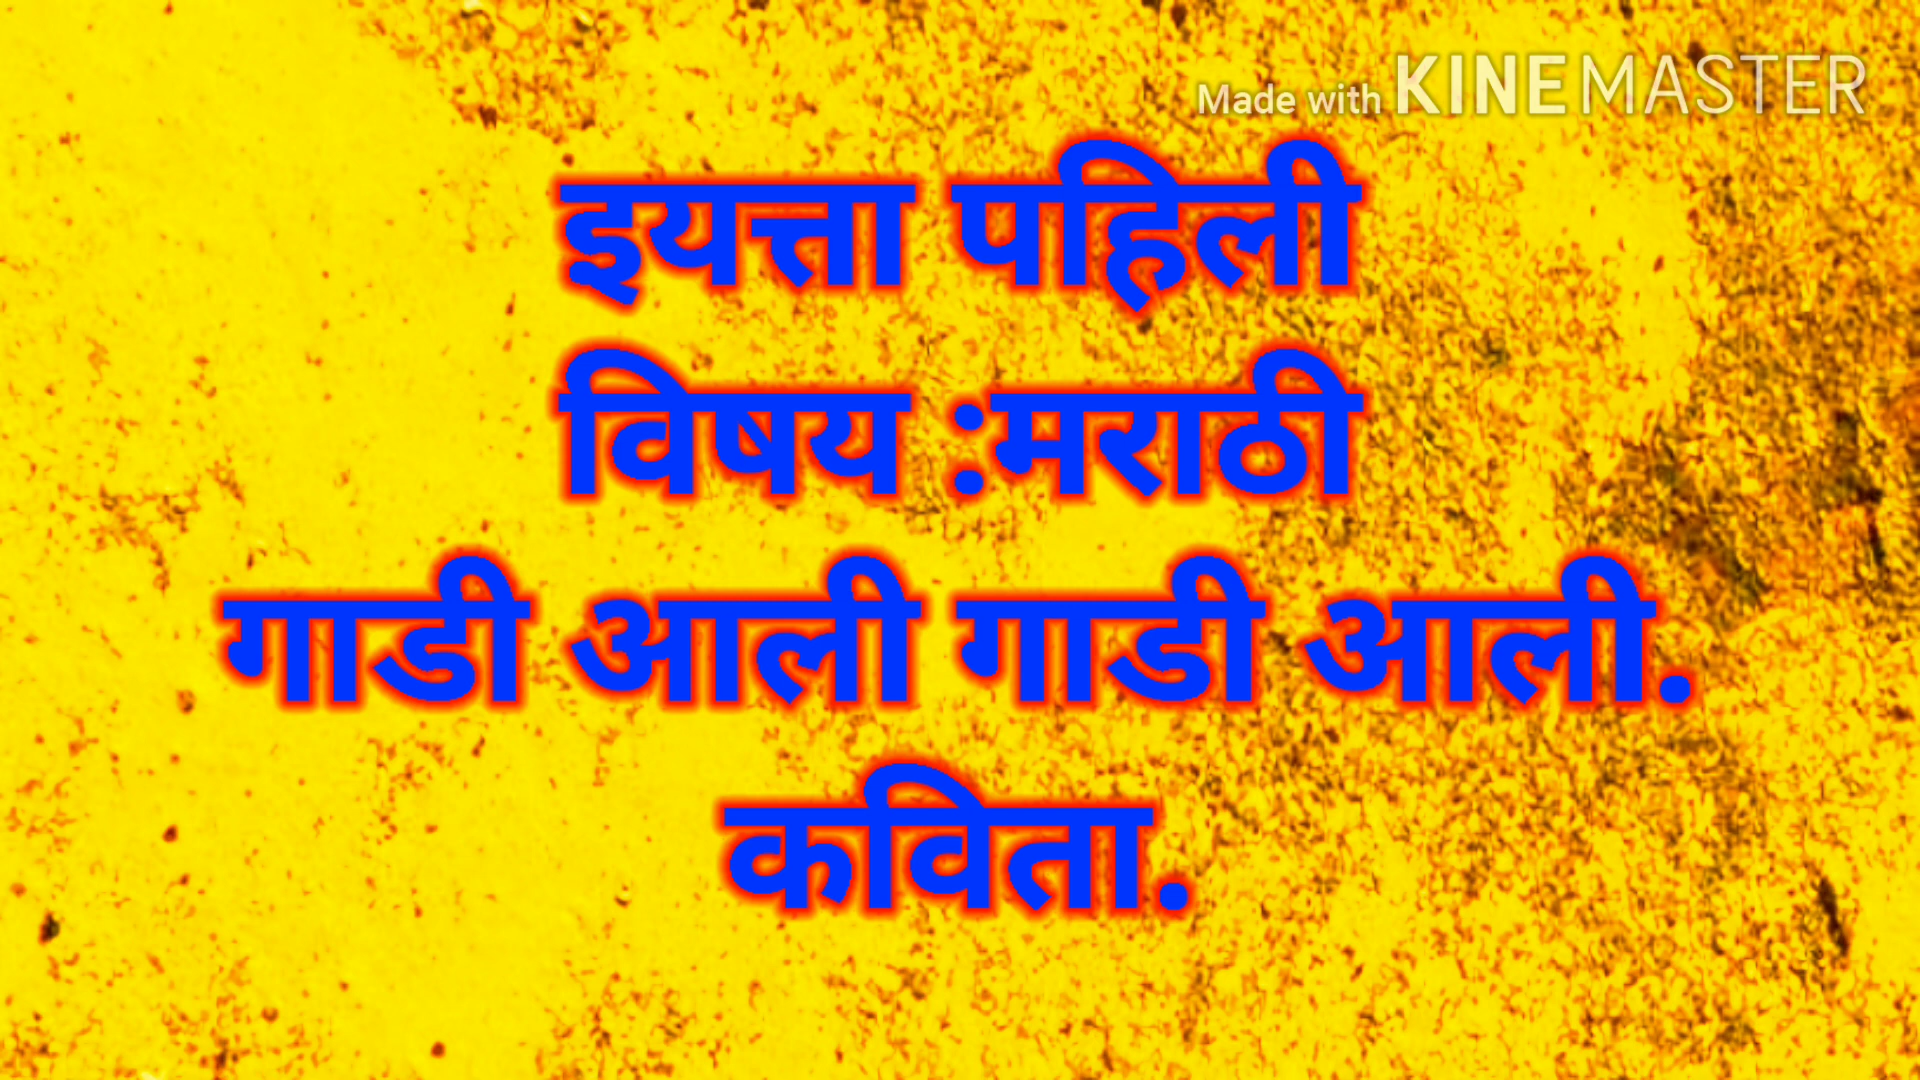 Made with KINEMASTER
इयत्ता पहिली
विषय :मराठी
गाडी आली गाडी आली.
कविता.